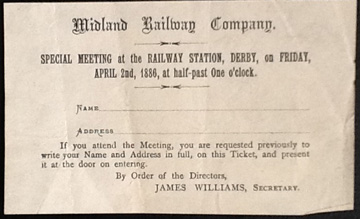 Midland Railway Company.
SPECIAL MEETING at the RAILWAY STATION, DERBY, on FRIDAY,
APRIL 2nd, 1886, at half-past One o'clock.
NAME
ADDRESS
If you attend the Meeting, you are requested previously to
write your Name and Address in full, on this Ticket, and present
it at the door on entering.
By Order of the Directors,
JAMES WILLIAMS, SECRETARY.